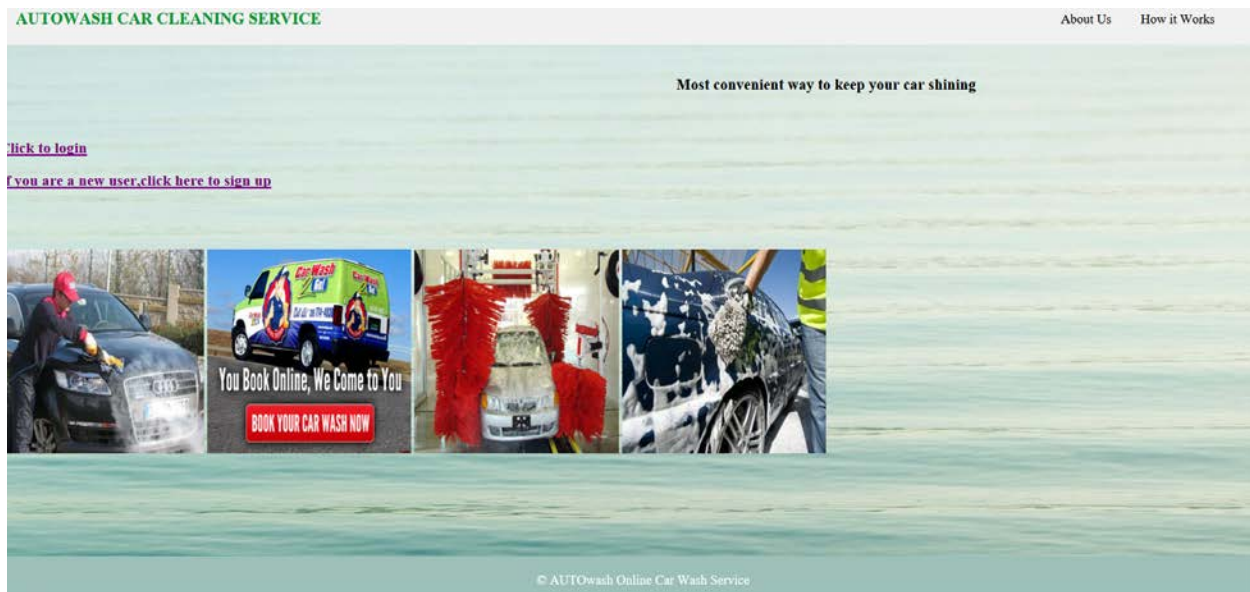 AUTOWASH CAR CLEANING SERVICE
About Us
How it Works
Most convenient way to keep your car shining
lick to login
f you are a new user,click here to sign up
Car Wash
You Book Online, We Come to You
BOOK YOUR CAR WASH NOW
© AUTOwash Online Car Wash Service